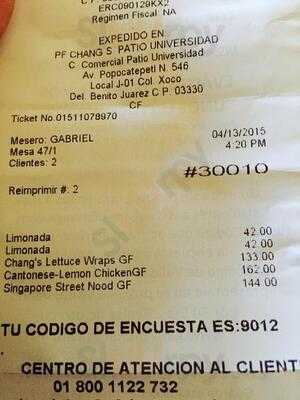 ERC090129KX2
Régimen Fiscal NA
EXPEDIDO EN
PF CHANG S PATIO UNIVERSIDAD
C Comercial Patio Universidad
Av Popocatepetl N 546
Local J-01 Col. Xoco
Del. Benito Juarez C P 03330
CF
Ticket No.01511078970
Mesero: GABRIEL 04/13/2015
Mesa 47/1 4:20 PM
Clientes: 2
#30010
Reimprimir #: 2
Limonada 42.00
Limonada 42.00
Chang's Lettuce Wraps GF 133.00
Cantonese-Lemon ChickenGF 162.00
Singapore Street Nood GF 144.00
TU CODIGO DE ENCUESTA ES:9012
CENTRO DE ATENCION AL CLIENT
01 800 1122 732